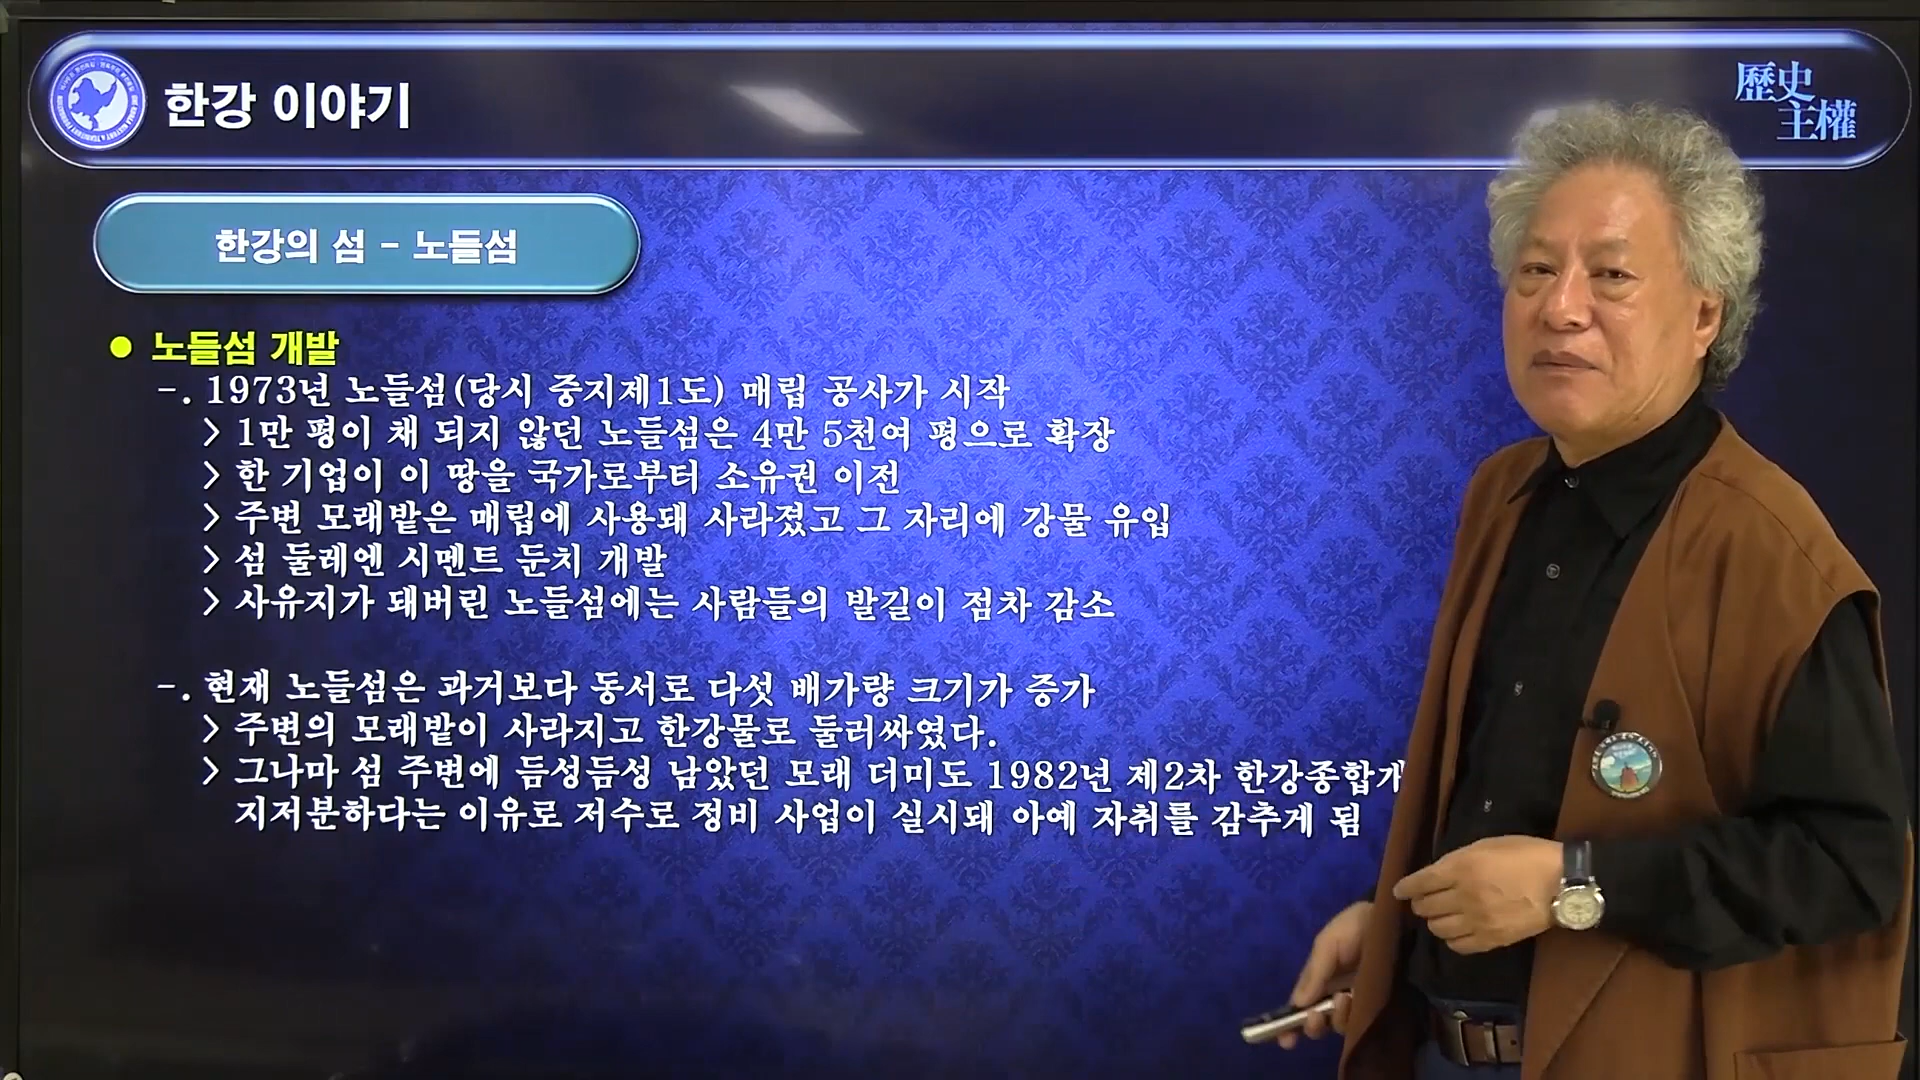 한강 이야기
歷史
主權
한강의 섬 - 노들섬
● 노들섬 개발
-. 1973년 노들섬(당시 중지제1도) 매립 공사가 시작
> 1만 평이 채 되지 않던 노들섬은 4만 5천여 평으로 확장
> 한 기업이 이 땅을 국가로부터 소유권 이전
> 주변 모래밭은 매립에 사용돼 사라졌고 그 자리에 강물 유입
> 섬 둘레엔 시멘트 둔치 개발
> 사유지가 돼버린 노들섬에는 사람들의 발길이 점차 감소
-. 현재 노들섬은 과거보다 동서로 다섯 배가량 크기가 증가
> 주변의 모래밭이 사라지고 한강물로 둘러싸였다.
> 그나마 섬 주변에 듬성듬성 남았던 모래 더미도 1982년 제2차 한강종합개
지저분하다는 이유로 저수로 정비 사업이 실시돼 아예 자취를 감추게 됨